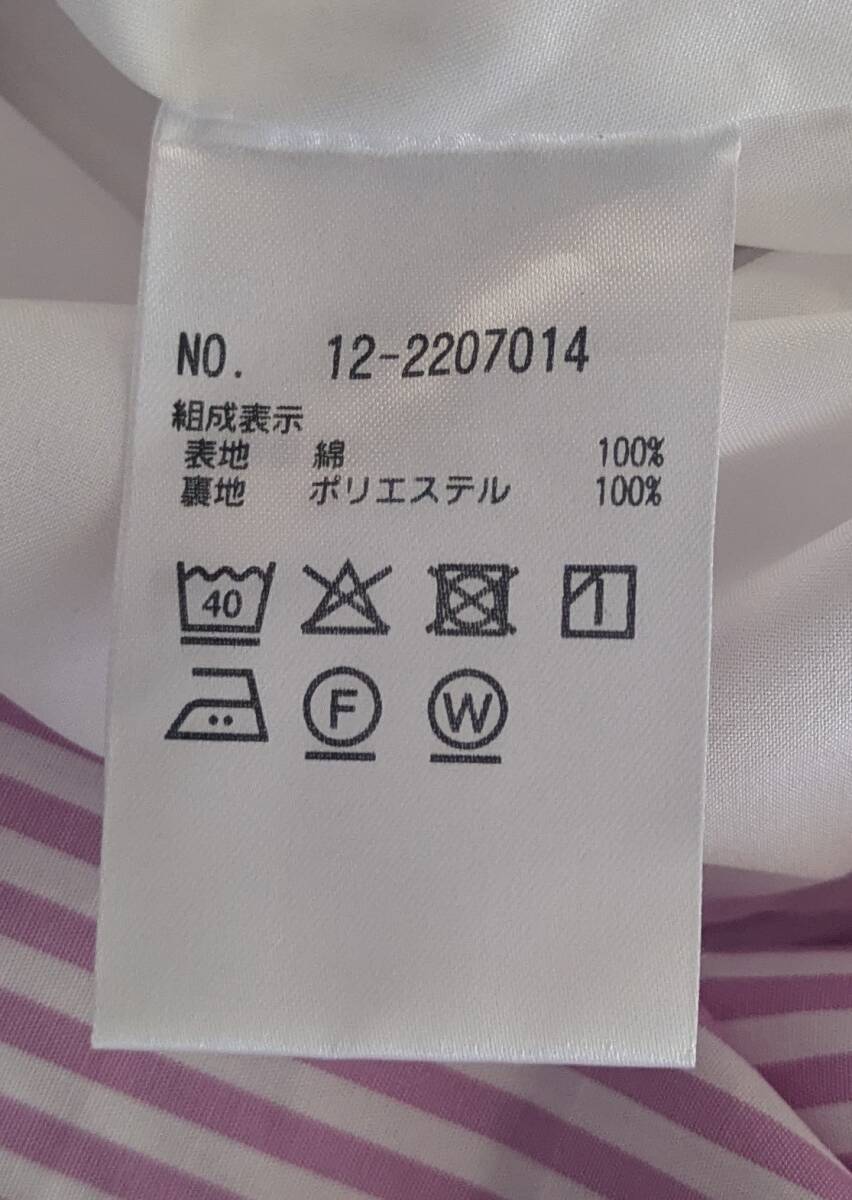 NO. 12-2207014
組成表示
表地 綿 100%
裏地 ポリエステル 100%
40
F W